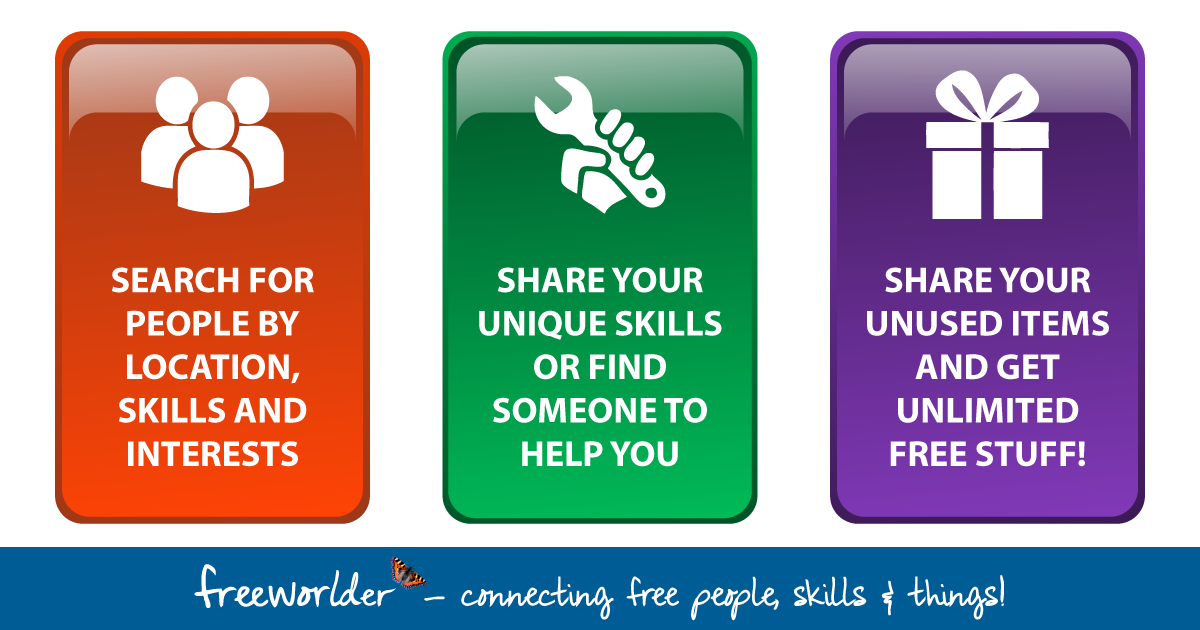 SEARCH FOR
PEOPLE BY
LOCATION,
SKILLS AND
INTERESTS
SHARE YOUR
UNIQUE SKILLS
OR FIND
SOMEONE TO
HELP YOU
SHARE YOUR
UNUSED ITEMS
AND GET
UNLIMITED
FREE STUFF!
freeworlder – connecting free people, skills & things!